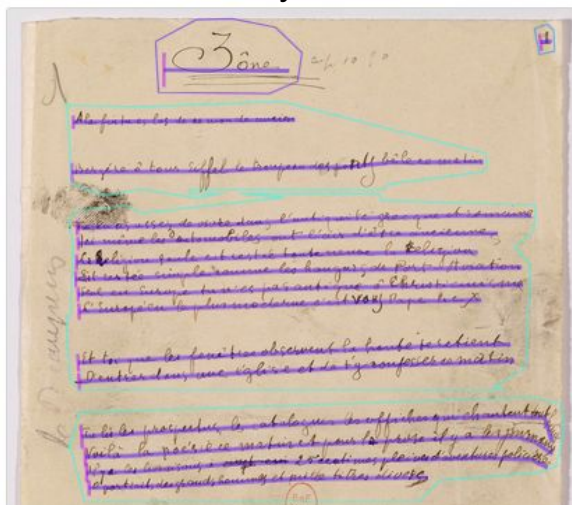 Zône
1
A la fin tu es las de ce monde ancien
Bergère ô tour Eiffel le troupeau des ponts bêle ce matin
Tu en as assez de vivre dans l'antiquité grecque et romaine
Ici même les automobiles ont l'air d'être anciennes
La religion seule est restée toute neuve la religion
Est restée simple comme les hangars de Port-Aviation
Seul en Europe tu n'es pas antique ô Christianisme
L'Européen le plus moderne c'est vous Pape Pie X
Et toi que les fenêtres observent la honte te retient
D'entrer dans une église et de t'y confesser ce matin
Tu lis les prospectus les catalogues les affiches qui chantent tout haut
Voilà la poésie ce matin et pour la prose il y a les journaux
Il y a les livraisons à 25 centimes pleines d'aventures policières
portraits des grands hommes et mille titres divers